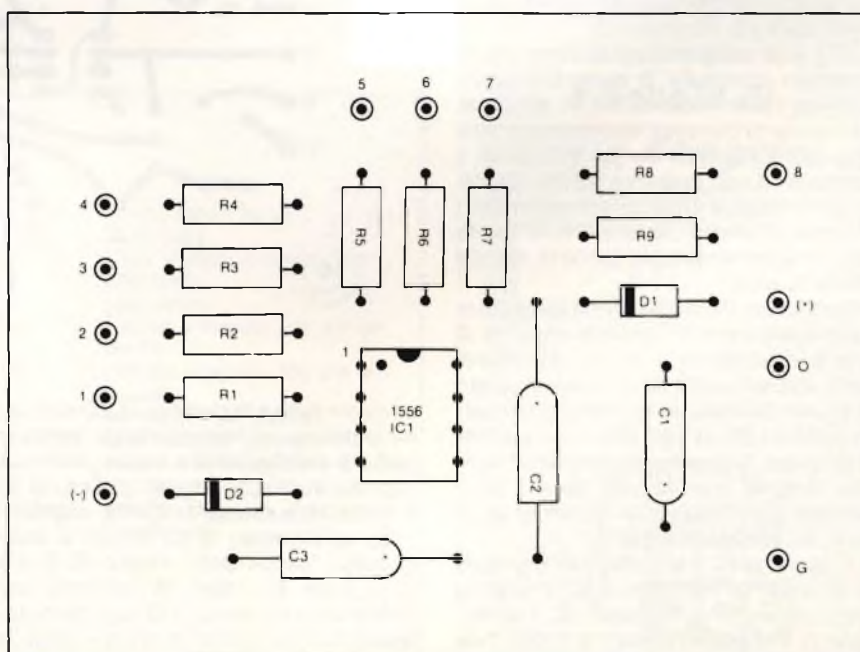 5 6 7
R8 8
4 R4
R5 R6 R7
R9
3 R3
D1 (+)
2 R2
1
O
1 R1
1556
IC1
C1
C2
(-) D2
C3
G